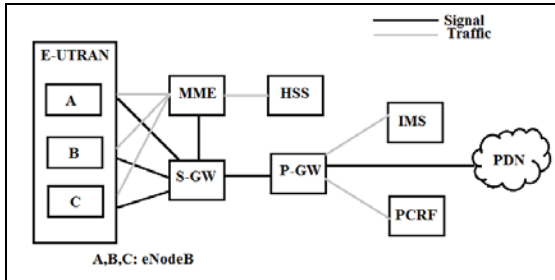 Signal
Traffic
E-UTRAN
A
MME
HSS
IMS
B
S-GW
P-GW
PDN
C
PCRF
A,B,C: eNodeB